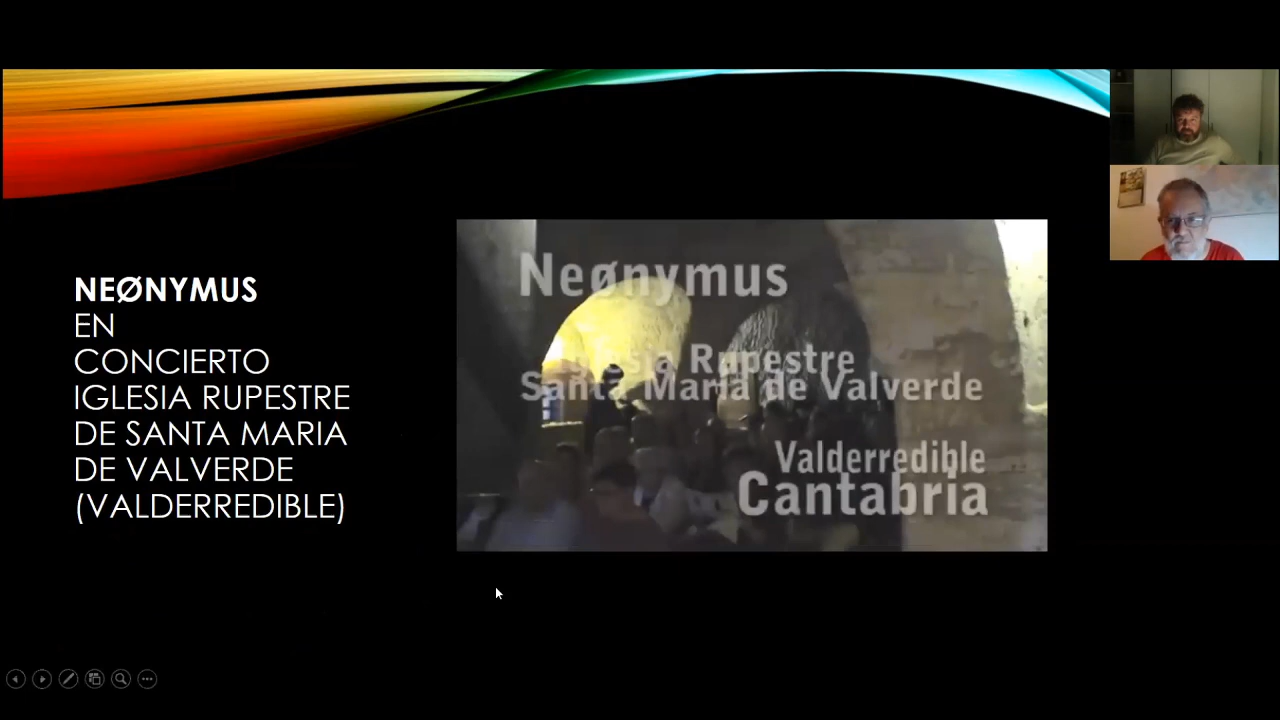 NEØNYMUS
EN
CONCIERTO
IGLESIA RUPESTRE
DE SANTA MARIA
DE VALVERDE
(VALDERREDIBLE)
Neønymus
Iglesia Rupestre
Santa María de Valverde
Valderredible
Cantabria